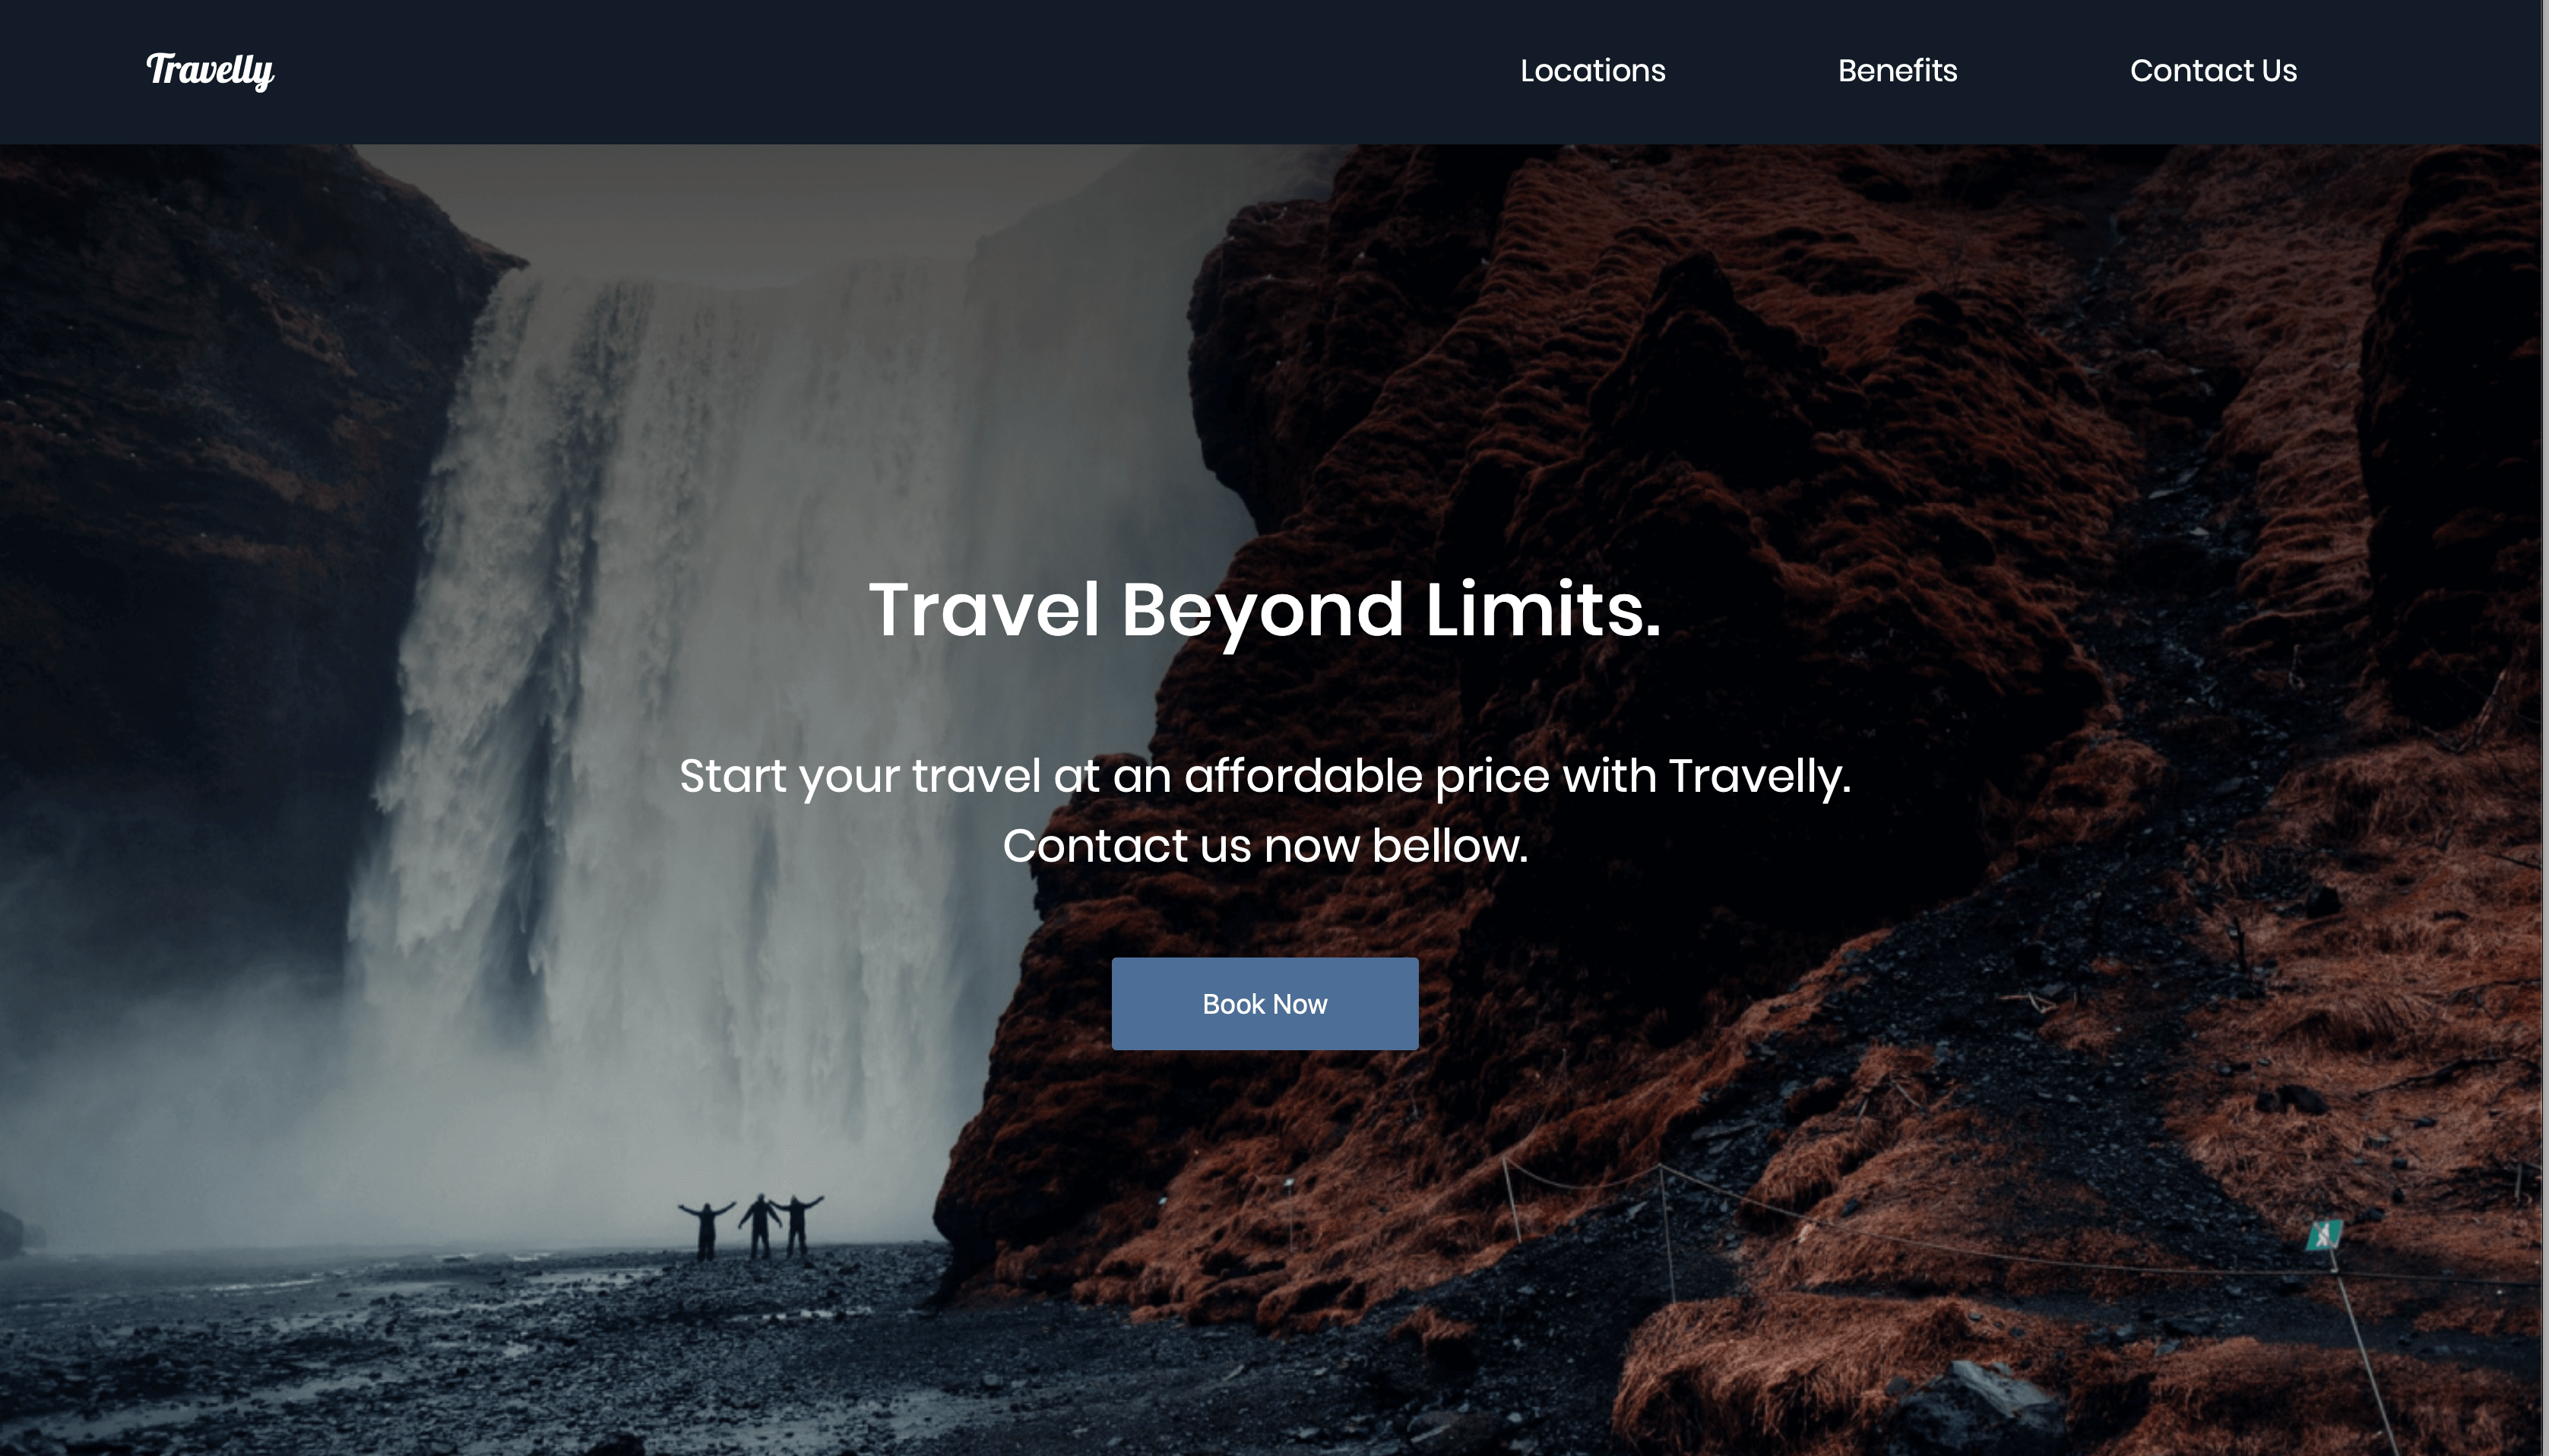 Travelly
Locations
Benefits
Contact Us
Travel Beyond Limits.
Start your travel at an affordable price with Travelly.
Contact us now bellow.
Book Now